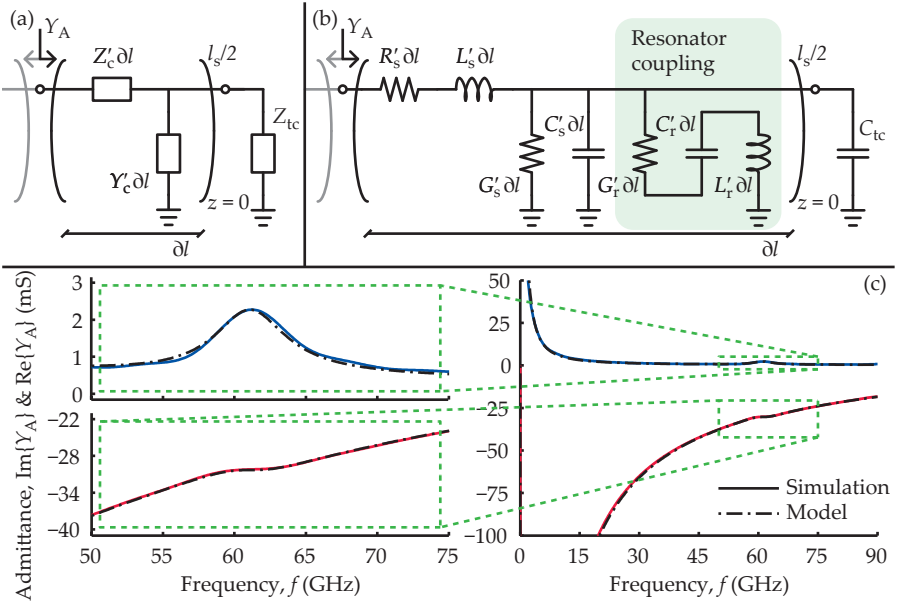 (a)
Y_A
Z′_c ∂l
l_s/2
Z_tc
Y′_c ∂l
z = 0
∂l
(b)
Y_A
R′_s ∂l
L′_s ∂l
Resonator
coupling
l_s/2
C′_s ∂l
C′_r ∂l
C_tc
G′_s ∂l
G′_r ∂l
L′_r ∂l
z = 0
∂l
(c)
Admittance, Im{Y_A} & Re{Y_A} (mS)
3
2
1
0
−22
−28
−34
−40
50
55
60
65
70
75
Frequency, f (GHz)
50
25
0
−25
−50
−75
−100
Simulation
Model
0
15
30
45
60
75
90
Frequency, f (GHz)